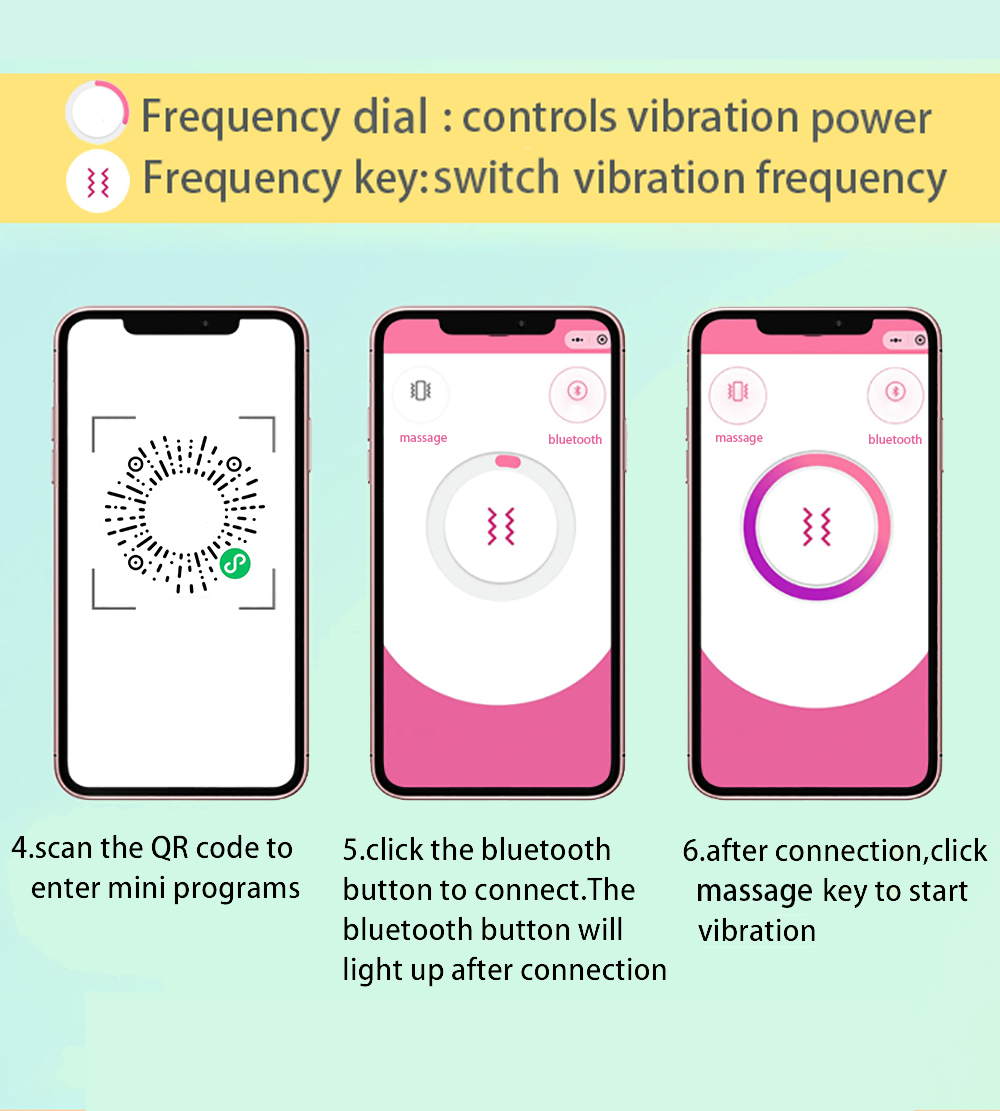 Frequency dial : controls vibration power
Frequency key:switch vibration frequency
massage
bluetooth
massage
bluetooth
4.scan the QR code to
enter mini programs
5.click the bluetooth
button to connect.The
bluetooth button will
light up after connection
6.after connection,click
massage key to start
vibration